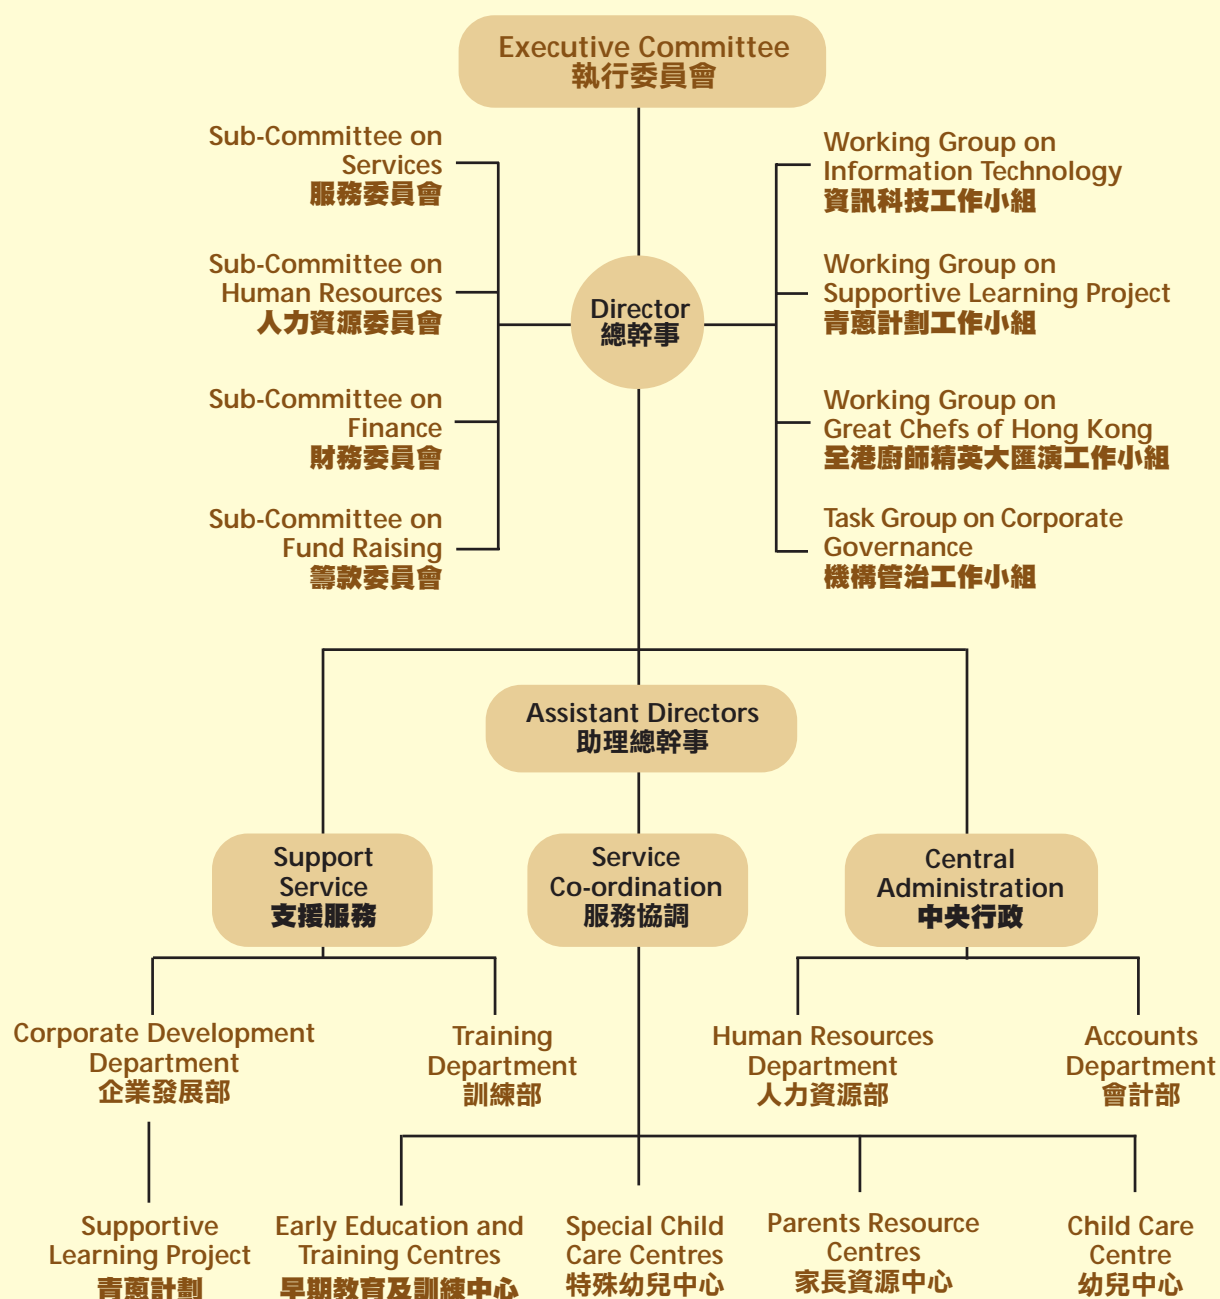 Executive Committee
執行委員會
Sub-Committee on
Services
服務委員會
Sub-Committee on
Human Resources
人力資源委員會
Sub-Committee on
Finance
財務委員會
Sub-Committee on
Fund Raising
籌款委員會
Director
總幹事
Working Group on
Information Technology
資訊科技工作小組
Working Group on
Supportive Learning Project
青蔥計劃工作小組
Working Group on
Great Chefs of Hong Kong
全港廚師精英大匯演工作小組
Task Group on Corporate
Governance
機構管治工作小組
Assistant Directors
助理總幹事
Support
Service
支援服務
Service
Co-ordination
服務協調
Central
Administration
中央行政
Corporate Development
Department
企業發展部
Training
Department
訓練部
Human Resources
Department
人力資源部
Accounts
Department
會計部
Supportive
Learning Project
青蔥計劃
Early Education and
Training Centres
早期教育及訓練中心
Special Child
Care Centres
特殊幼兒中心
Parents Resource
Centres
家長資源中心
Child Care
Centre
幼兒中心